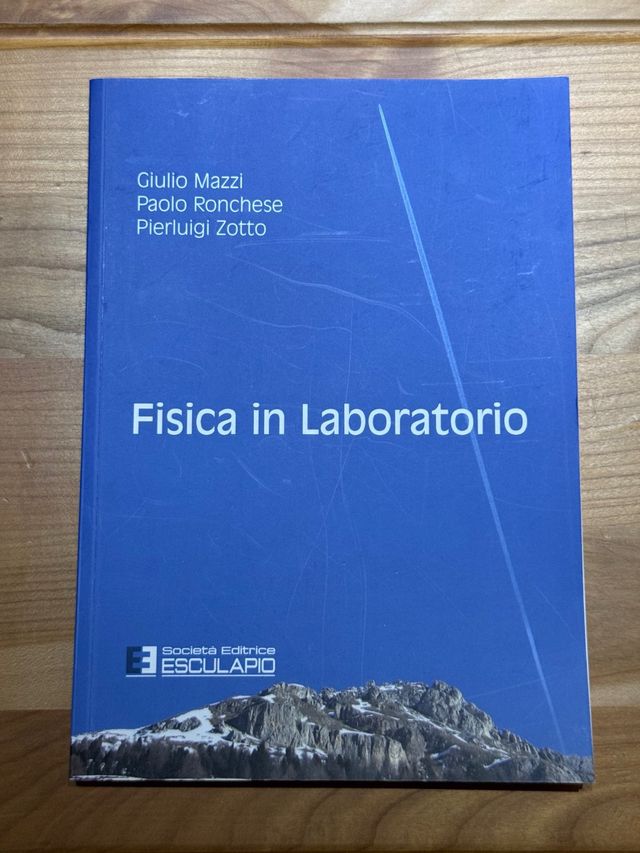 Giulio Mazzi
Paolo Ronchese
Pierluigi Zotto
Fisica in Laboratorio
Società Editrice
ESCULAPIO